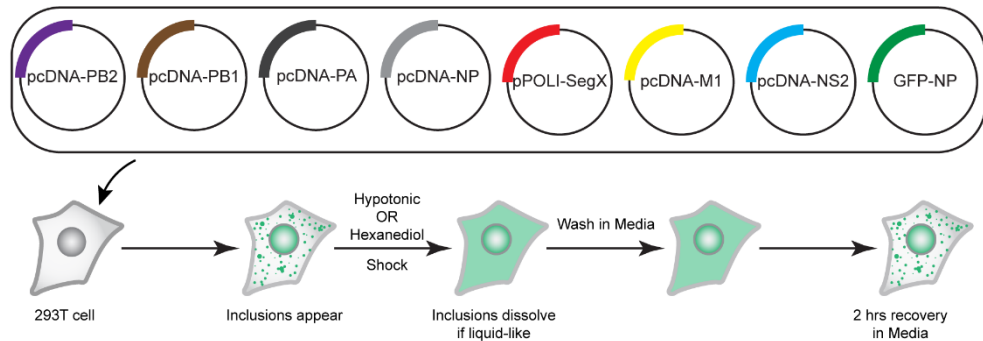 pcDNA-PB2
pcDNA-PB1
pcDNA-PA
pcDNA-NP
pPOLI-SegX
pcDNA-M1
pcDNA-NS2
GFP-NP
293T cell
Inclusions appear
Hypotonic
OR
Hexanediol
Shock
Inclusions dissolve
if liquid-like
Wash in Media
2 hrs recovery
in Media